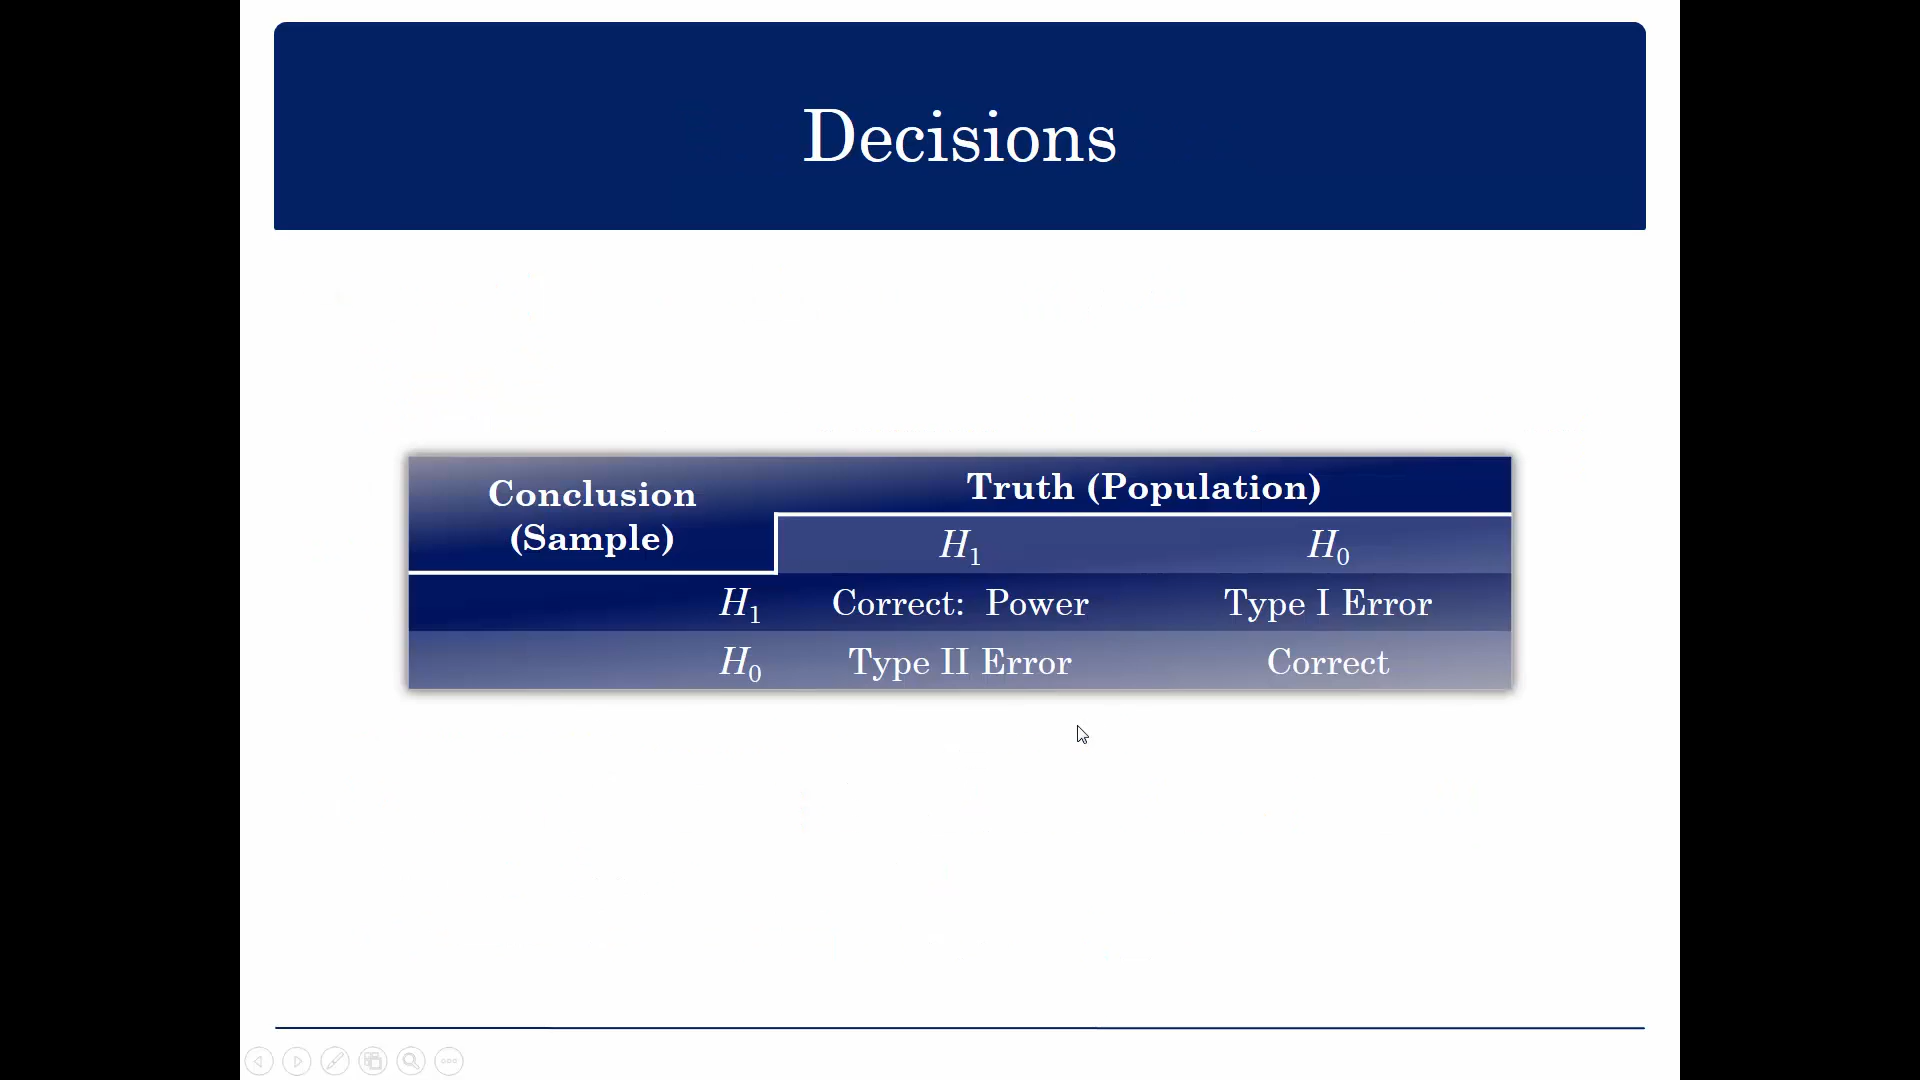 Decisions
Conclusion
(Sample)
Truth (Population)
H₁ H₀
H₁ Correct: Power Type I Error
H₀ Type II Error Correct